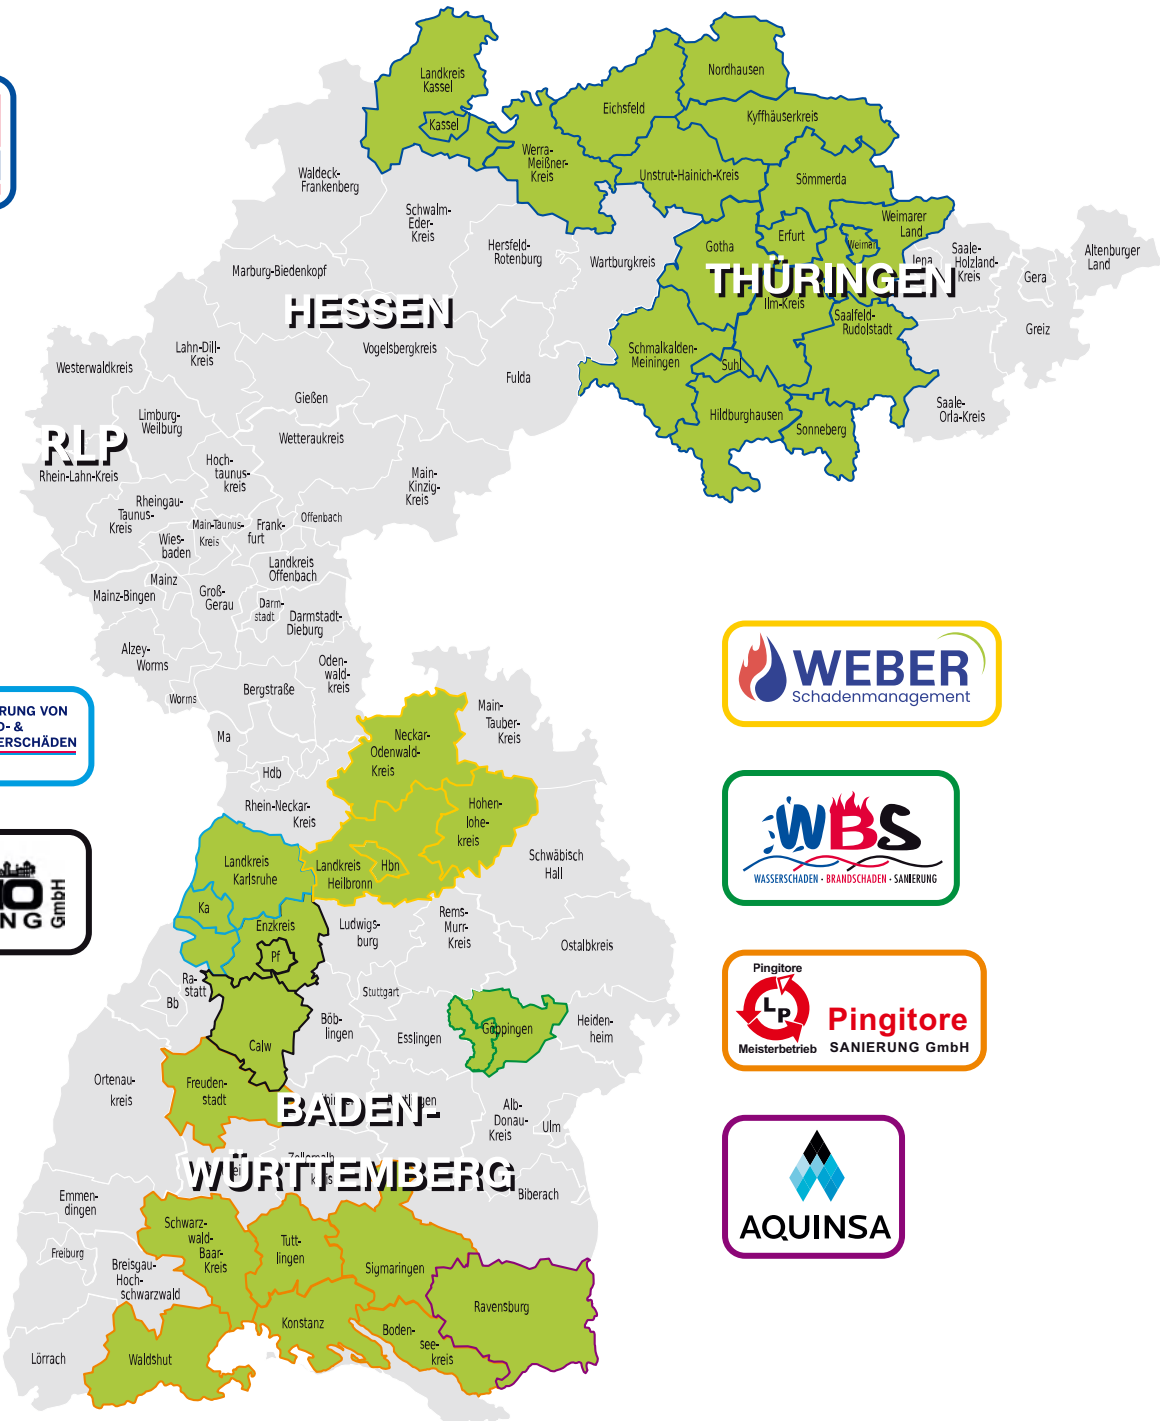 Landkreis
Kassel
Kassel
Nordhausen
Eichsfeld
Kyffhäuserkreis
Werra-
Meißner-
Kreis
Unstrut-Hainich-Kreis
Sömmerda
Waldeck-
Frankenberg
Schwalm-
Eder-
Kreis
Hersfeld-
Rotenburg
Wartburgkreis
Gotha
Erfurt
Weimar
Weimarer
Land
Jena
Saale-
Holzland-
Kreis
Gera
Altenburger
Land
Greiz
THÜRINGEN
Ilm-Kreis
Saalfeld-
Rudolstadt
Marburg-Biedenkopf
HESSEN
Vogelsbergkreis
Lahn-Dill-
Kreis
Westerwaldkreis
Fulda
Schmalkalden-
Meiningen
Suhl
Hildburghausen
Sonneberg
Saale-
Orla-Kreis
Gießen
Limburg-
Weilburg
Wetteraukreis
RLP
Rhein-Lahn-Kreis
Hoch-
taunus-
kreis
Main-
Kinzig-
Kreis
Rheingau-
Taunus-
Kreis
Wies-
baden
Main-Taunus-
Kreis
Frank-
furt
Offenbach
Landkreis
Offenbach
Mainz
Mainz-Bingen
Groß-
Gerau
Darm-
stadt
Darmstadt-
Dieburg
Alzey-
Worms
Worms
Bergstraße
Oden-
wald-
kreis
Ma
Hdb
Rhein-Neckar-
Kreis
Main-
Tauber-
Kreis
Neckar-
Odenwald-
Kreis
Hohen-
lohe-
kreis
Schwäbisch
Hall
Landkreis
Heilbronn
Hbn
Landkreis
Karlsruhe
Ka
Enzkreis
Pf
Ludwigs-
burg
Rems-
Murr-
Kreis
Ostalbkreis
Ra-
statt
Bb
Stuttgart
Böb-
lingen
Esslingen
Göppingen
Heiden-
heim
Calw
Ortenau-
kreis
Freuden-
stadt
BADEN-
WÜRTTEMBERG
Alb-
Donau-
Kreis
Ulm
Biberach
Emmen-
dingen
Freiburg
Breisgau-
Hoch-
schwarzwald
Schwarz-
wald-
Baar-
Kreis
Tutt-
lingen
Sigmaringen
Ravensburg
Konstanz
Boden-
see-
kreis
Lörrach
Waldshut
RUNG VON
D- &
ERSCHÄDEN
GmbH
WEBER
Schadenmanagement
WBS
WASSERSCHADEN · BRANDSCHADEN · SANIERUNG
Pingitore
LP
Meisterbetrieb
Pingitore
SANIERUNG GmbH
AQUINSA